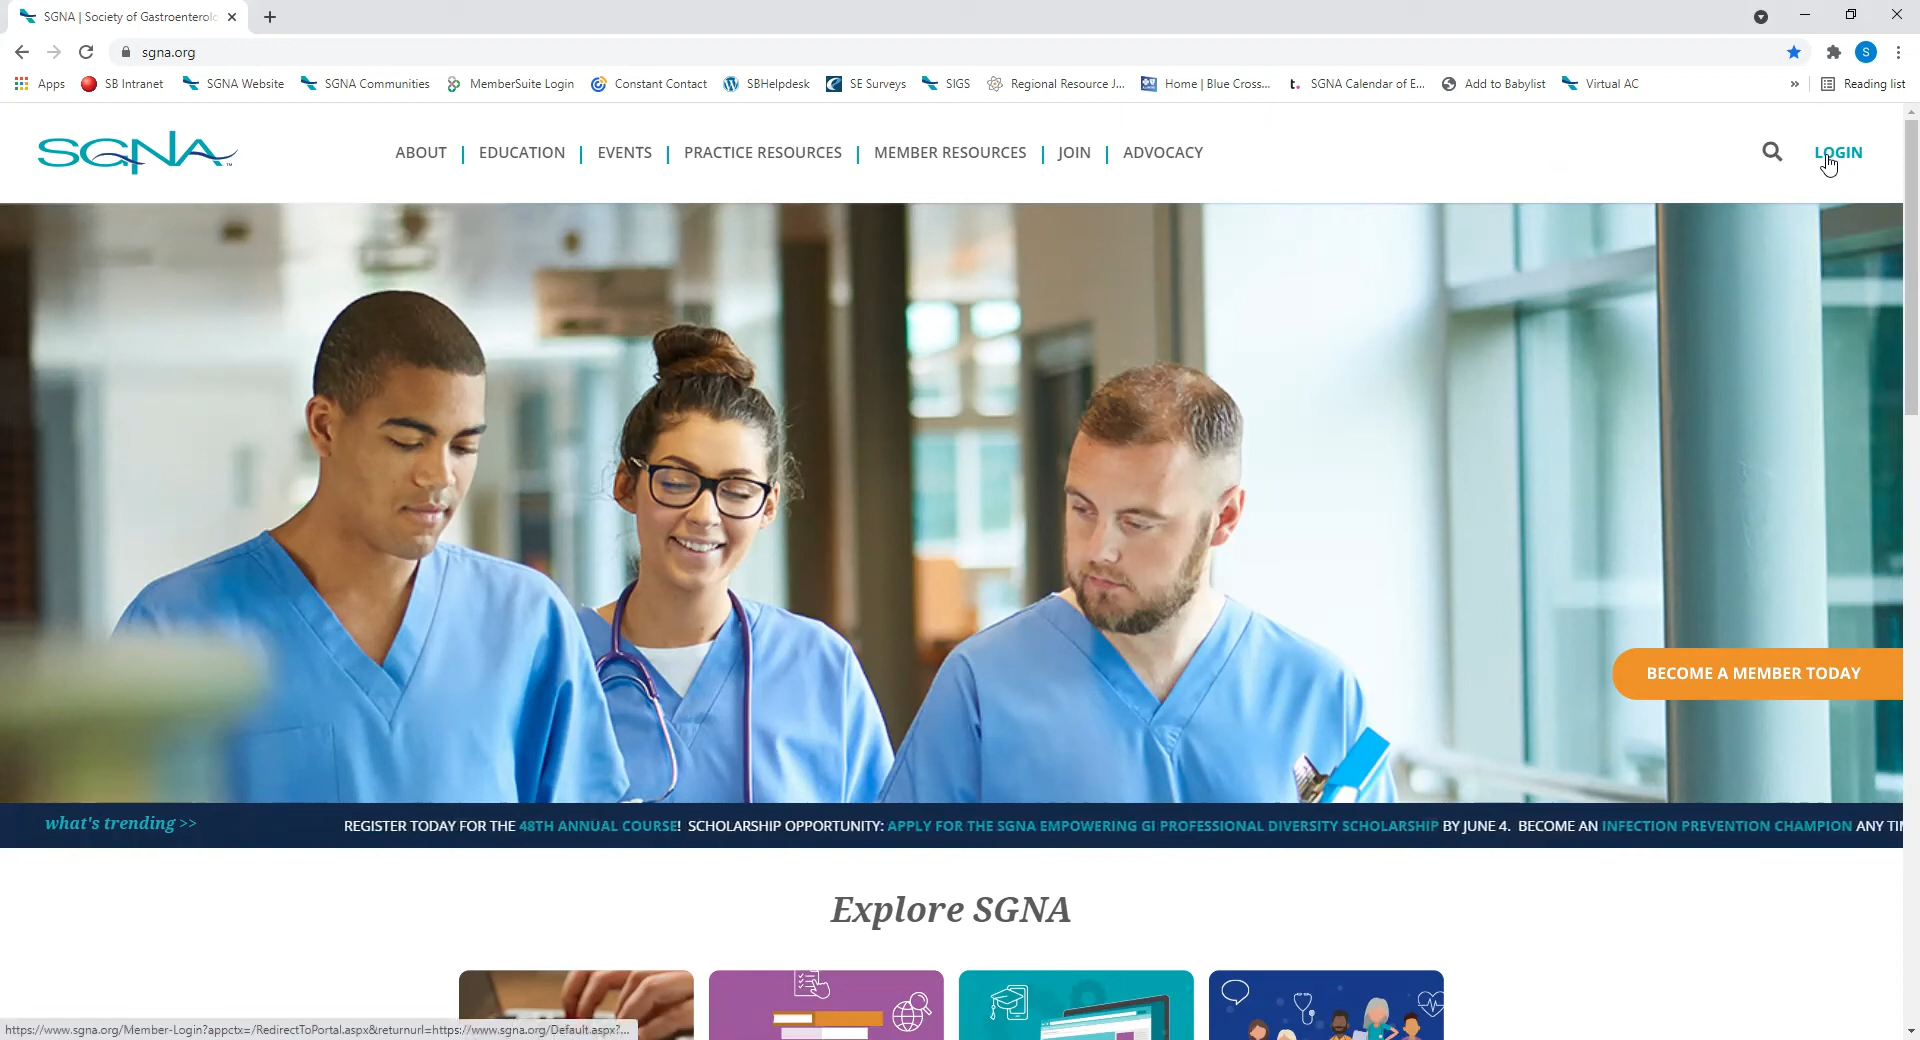 SGNA | Society of Gastroenterolo
sgna.org
S
Apps SB Intranet SGNA Website SGNA Communities MemberSuite Login Constant Contact SBHelpdesk SE Surveys SIGS Regional Resource J... Home | Blue Cross... t. SGNA Calendar of E... Add to Babylist Virtual AC » Reading list
SGNA™ ABOUT | EDUCATION | EVENTS | PRACTICE RESOURCES | MEMBER RESOURCES | JOIN | ADVOCACY LOGIN
BECOME A MEMBER TODAY
what's trending >> REGISTER TODAY FOR THE 48TH ANNUAL COURSE! SCHOLARSHIP OPPORTUNITY: APPLY FOR THE SGNA EMPOWERING GI PROFESSIONAL DIVERSITY SCHOLARSHIP BY JUNE 4. BECOME AN INFECTION PREVENTION CHAMPION ANY TI
Explore SGNA
https://www.sgna.org/Member-Login?appctx=/RedirectToPortal.aspx&returnurl=https://www.sgna.org/Default.aspx?...